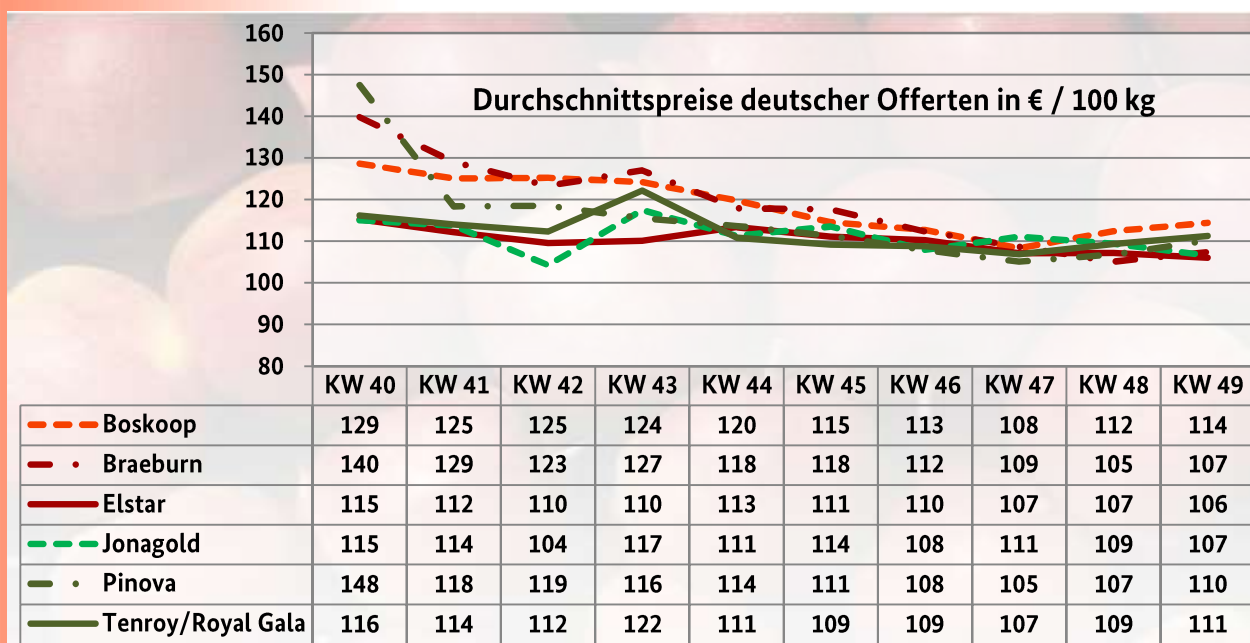 Durchschnittspreise deutscher Offerten in € / 100 kg
160
150
140
130
120
110
100
90
80
KW 40 KW 41 KW 42 KW 43 KW 44 KW 45 KW 46 KW 47 KW 48 KW 49
Boskoop 129 125 125 124 120 115 113 108 112 114
Braeburn 140 129 123 127 118 118 112 109 105 107
Elstar 115 112 110 110 113 111 110 107 107 106
Jonagold 115 114 104 117 111 114 108 111 109 107
Pinova 148 118 119 116 114 111 108 105 107 110
Tenroy/Royal Gala 116 114 112 122 111 109 109 107 109 111